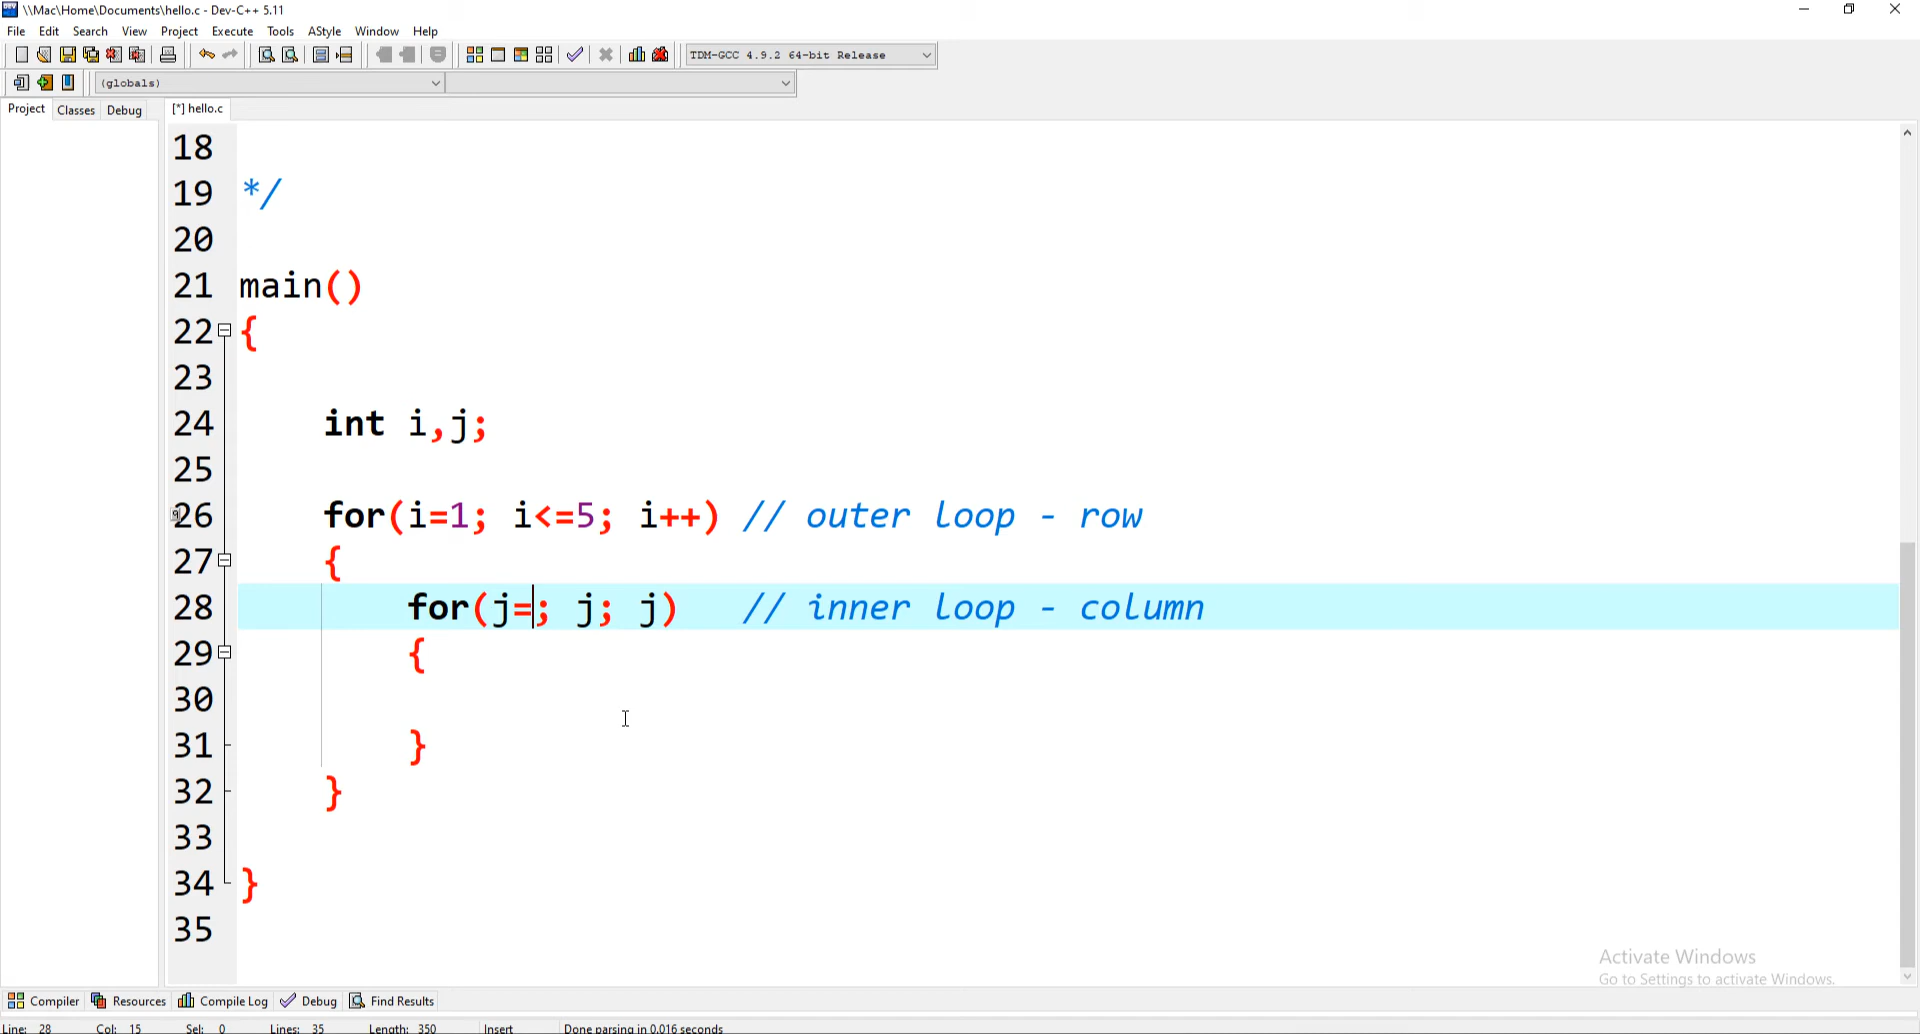 \\Mac\Home\Documents\hello.c - Dev-C++ 5.11
File Edit Search View Project Execute Tools AStyle Window Help
TDM-GCC 4.9.2 64-bit Release
(globals)
Project Classes Debug [*] hello.c
18
19 */
20
21 main()
22 {
23
24 int i,j;
25
26 for(i=1; i<=5; i++) // outer loop - row
27 {
28 for(j=; j; j) // inner loop - column
29 {
30
31 }
32 }
33
34 }
35
Activate Windows
Go to Settings to activate Windows.
Compiler Resources Compile Log Debug Find Results
Line: 28 Col: 15 Sel: 0 Lines: 35 Length: 350 Insert Done parsing in 0.016 seconds